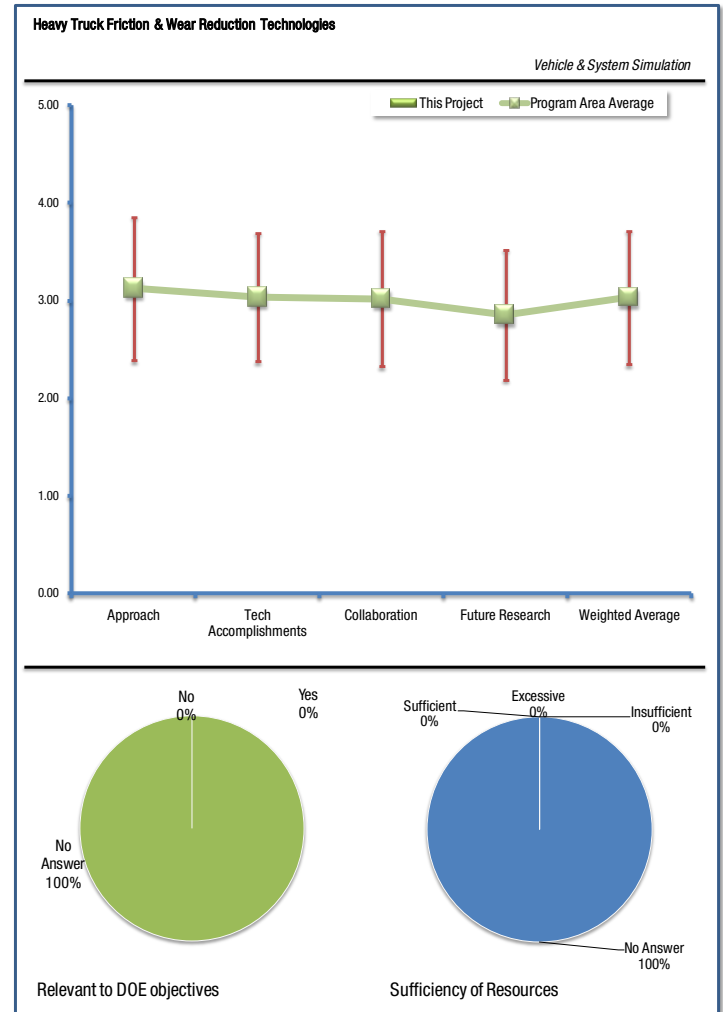 Heavy Truck Friction & Wear Reduction Technologies
Vehicle & System Simulation
This Project
Program Area Average
5.00
4.00
3.00
2.00
1.00
0.00
Approach
Tech
Accomplishments
Collaboration
Future Research
Weighted Average
No
0%
Yes
0%
No
Answer
100%
Relevant to DOE objectives
Sufficient
0%
Excessive
0%
Insufficient
0%
No Answer
100%
Sufficiency of Resources